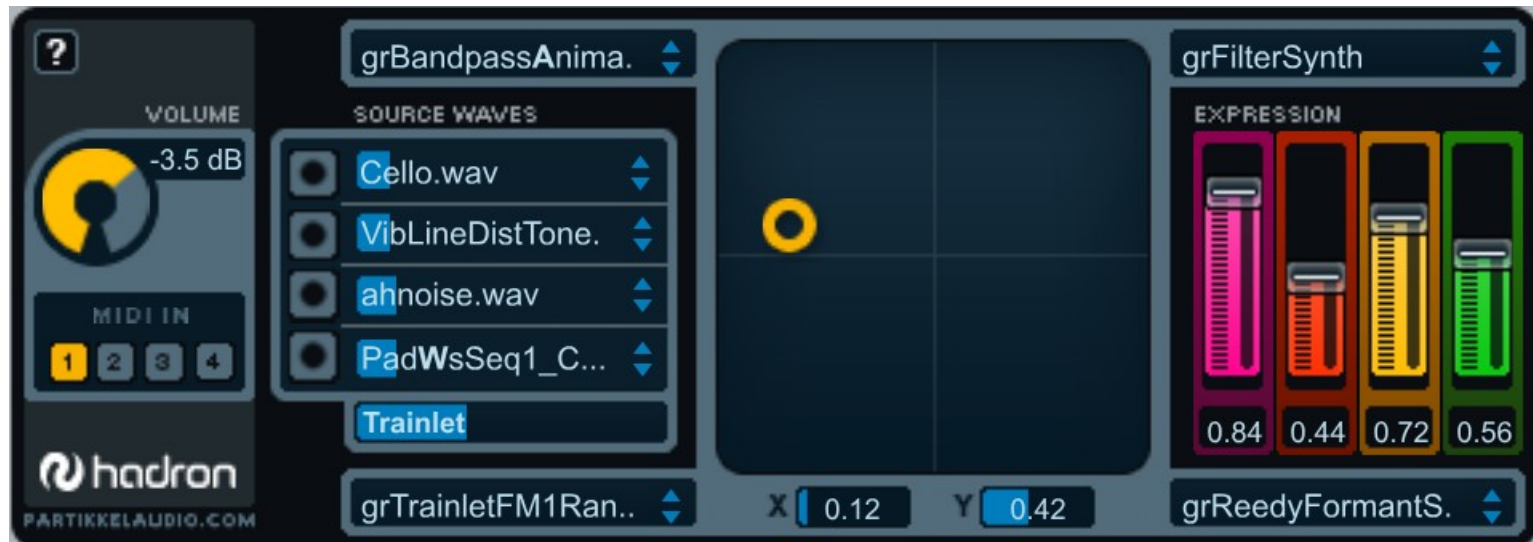 ?
VOLUME
-3.5 dB
MIDI IN
1 2 3 4
hadron
PARTIKKELAUDIO.COM
grBandpassAnima.
SOURCE WAVES
Cello.wav
VibLineDistTone.
ahnoise.wav
PadWsSeq1_C...
Trainlet
grTrainletFM1Ran..
X 0.12 Y 0.42
grFilterSynth
EXPRESSION
0.84 0.44 0.72 0.56
grReedyFormantS.